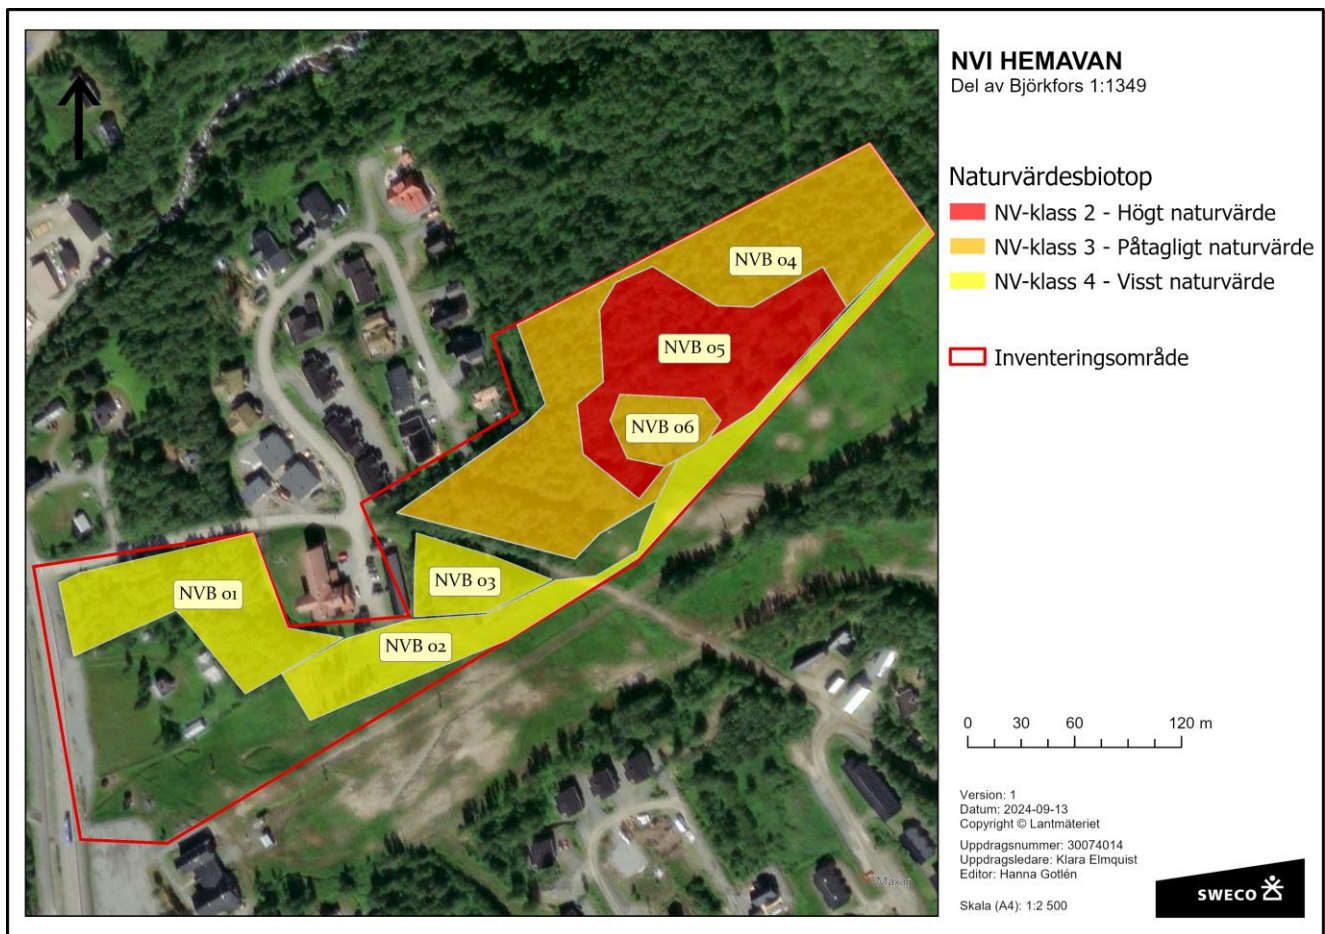 NVI HEMAVAN
Del av Björkfors 1:1349
Naturvärdesbiotop
NV-klass 2 - Högt naturvärde
NV-klass 3 - Påtagligt naturvärde
NV-klass 4 - Visst naturvärde
Inventeringsområde
NVB 04
NVB 05
NVB 06
NVB 03
NVB 01
NVB 02
0 30 60 120 m
Version: 1
Datum: 2024-09-13
Copyright © Lantmäteriet
Uppdragsnummer: 30074014
Uppdragsledare: Klara Elmquist
Editor: Hanna Gotlén
Skala (A4): 1:2 500
SWECO
Maxar